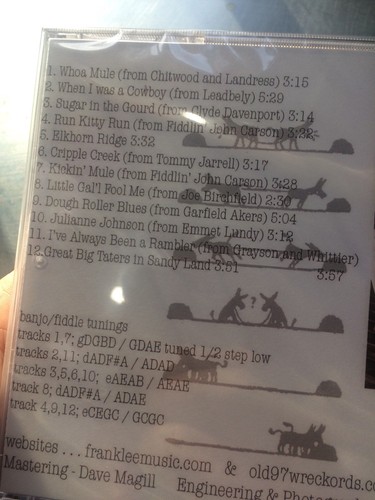 1. Whoa Mule (from Chitwood and Landress) 3:15
2. When I was a Cowboy (from Leadbely) 5:29
3. Sugar in the Gourd (from Clyde Davenport) 3:14
4. Run Kitty Run (from Fiddlin' John Carson) 3:32
5. Elkhorn Ridge 3:32
6. Cripple Creek (from Tommy Jarrell) 3:17
7. Kickin' Mule (from Fiddlin' John Carson) 3:28
8. Little Gal'l Fool Me (from Joe Birchfield) 2:30
9. Dough Roller Blues (from Garfield Akers) 5:04
10. Julianne Johnson (from Emmet Lundy) 3:12
11. I've Always Been a Rambler (from Grayson and Whittier)
3:57
12.Great Big Taters in Sandy Land 3:51
?
banjo/fiddle tunings
tracks 1,7; gDGBD / GDAE tuned 1/2 step low
tracks 2,11; dADF#A / ADAD
tracks 3,5,6,10; eAEAB / AEAE
track 8; dADF#A / ADAE
track 4,9,12; eCEGC / GCGC
websites . . . frankleemusic.com & old97wreckords.co
Mastering - Dave Magill Engineering &